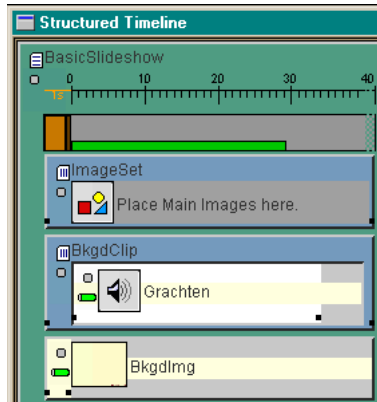 Structured Timeline
BasicSlideshow
0 10 20 30 40
1s
ImageSet
Place Main Images here.
BkgdClip
Grachten
BkgdImg